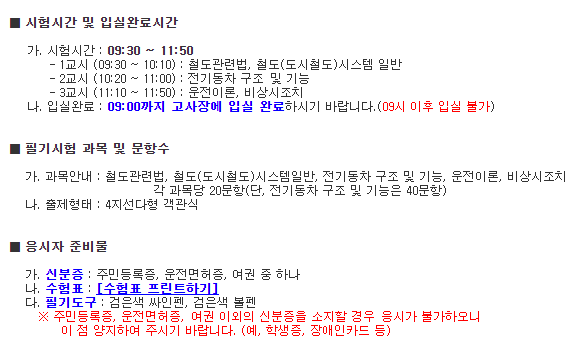 ■ 시험시간 및 입실완료시간
가. 시험시간 : 09:30 ~ 11:50
- 1교시 (09:30 ~ 10:10) : 철도관련법, 철도(도시철도)시스템 일반
- 2교시 (10:20 ~ 11:00) : 전기동차 구조 및 기능
- 3교시 (11:10 ~ 11:50) : 운전이론, 비상시조치
나. 입실완료 : 09:00까지 고사장에 입실 완료하시기 바랍니다.(09시 이후 입실 불가)
■ 필기시험 과목 및 문항수
가. 과목안내 : 철도관련법, 철도(도시철도)시스템일반, 전기동차 구조 및 기능, 운전이론, 비상시조치
각 과목당 20문항(단, 전기동차 구조 및 기능은 40문항)
나. 출제형태 : 4지선다형 객관식
■ 응시자 준비물
가. 신분증 : 주민등록증, 운전면허증, 여권 중 하나
나. 수험표 : [수험표 프린트하기]
다. 필기도구 : 검은색 싸인펜, 검은색 볼펜
※ 주민등록증, 운전면허증, 여권 이외의 신분증을 소지할 경우 응시가 불가하오니
이 점 양지하여 주시기 바랍니다. (예, 학생증, 장애인카드 등)